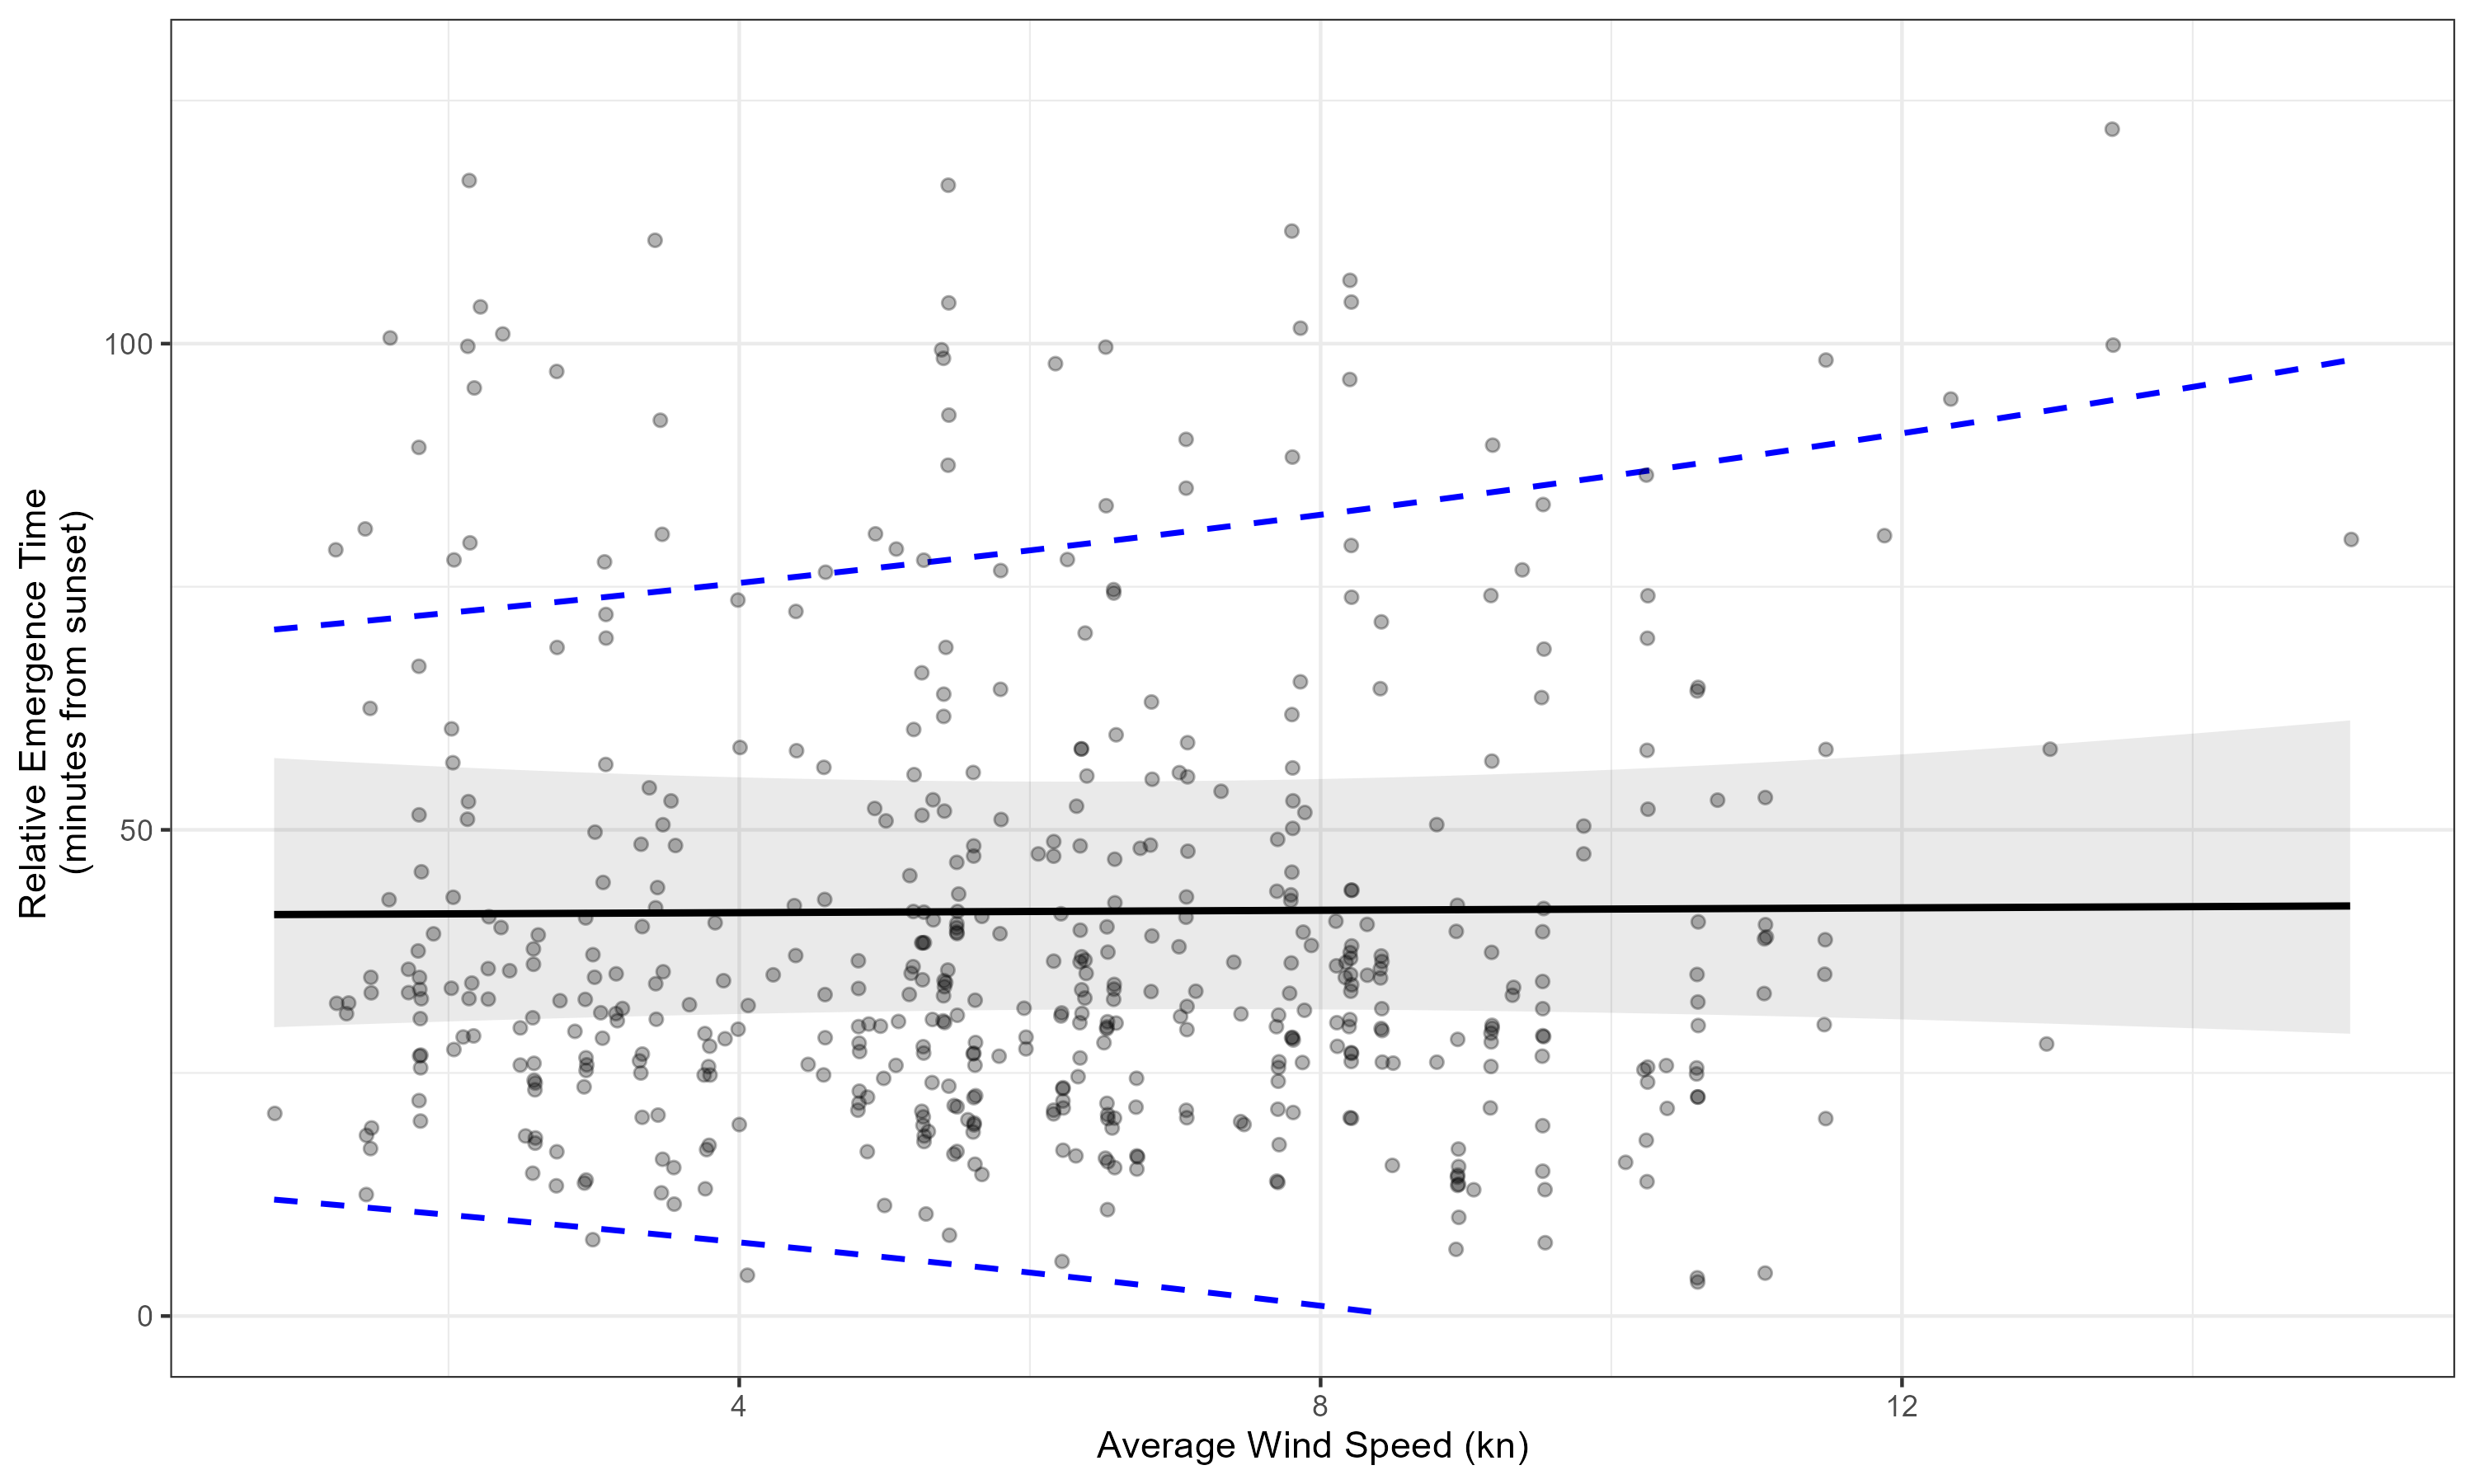 Relative Emergence Time
(minutes from sunset)
100
50
0
4
8
12
Average Wind Speed (kn)